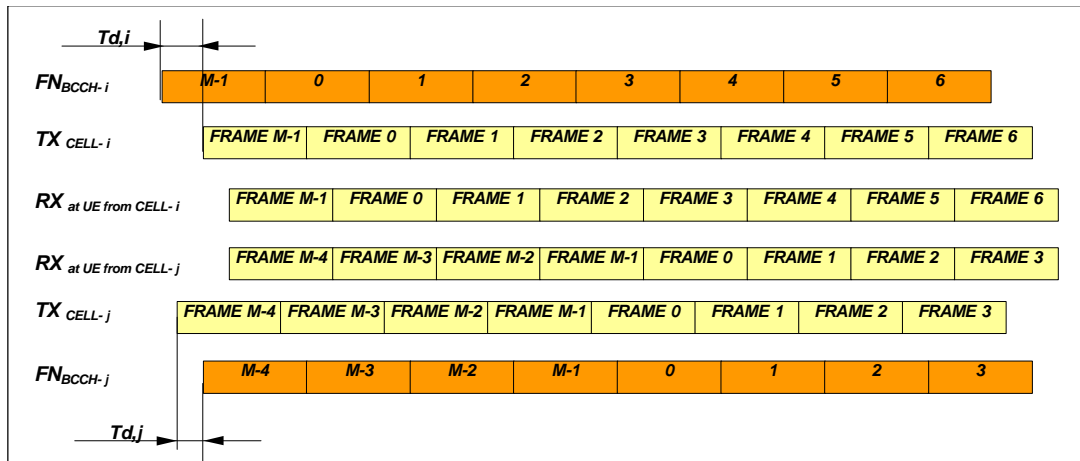 Td,i
FNBCCH- i M-1 0 1 2 3 4 5 6
TX CELL- i FRAME M-1 FRAME 0 FRAME 1 FRAME 2 FRAME 3 FRAME 4 FRAME 5 FRAME 6
RX at UE from CELL- i FRAME M-1 FRAME 0 FRAME 1 FRAME 2 FRAME 3 FRAME 4 FRAME 5 FRAME 6
RX at UE from CELL- j FRAME M-4 FRAME M-3 FRAME M-2 FRAME M-1 FRAME 0 FRAME 1 FRAME 2 FRAME 3
TX CELL- j FRAME M-4 FRAME M-3 FRAME M-2 FRAME M-1 FRAME 0 FRAME 1 FRAME 2 FRAME 3
FNBCCH- j M-4 M-3 M-2 M-1 0 1 2 3
Td,j